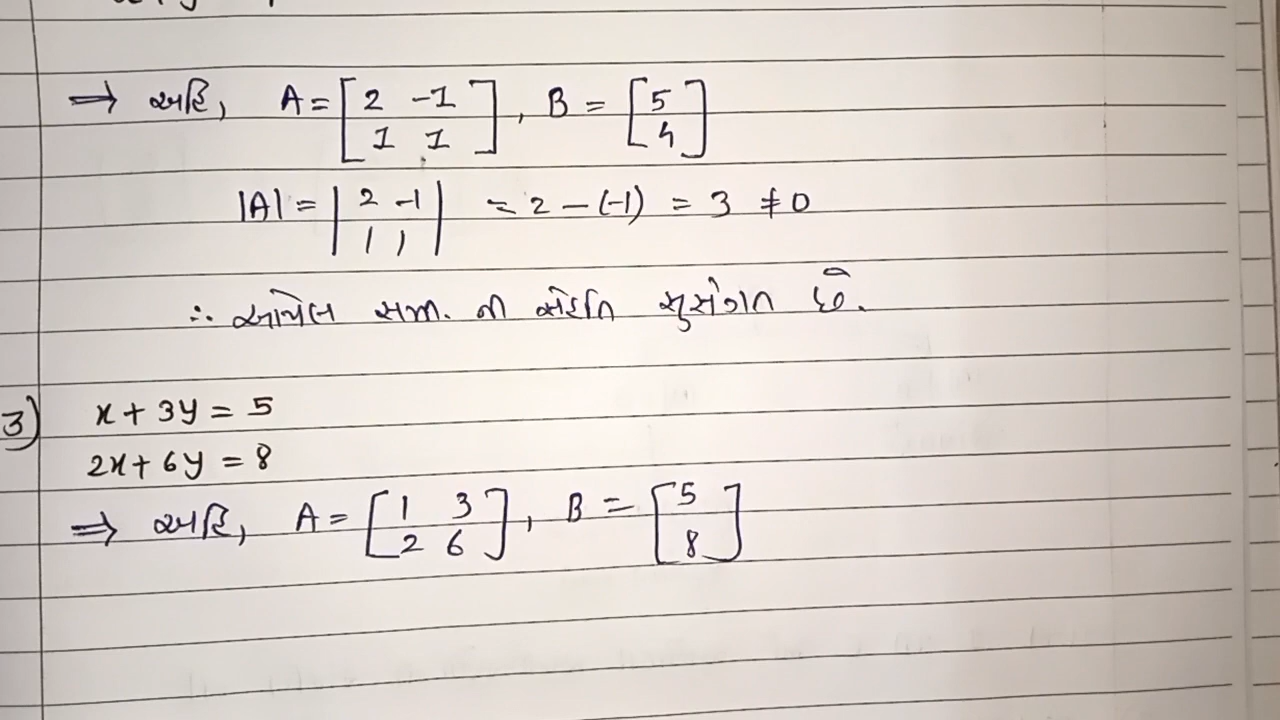 ⇒ અહિ, A = [2 -1 1 1], B = [5 4]
|A| = |2 -1 1 1| = 2 - (-1) = 3 ≠ 0
∴ આપેલ સમી. ની સંહતિ સુસંગત છે.
3) x + 3y = 5
2x + 6y = 8
⇒ અહિ, A = [1 3 2 6], B = [5 8]